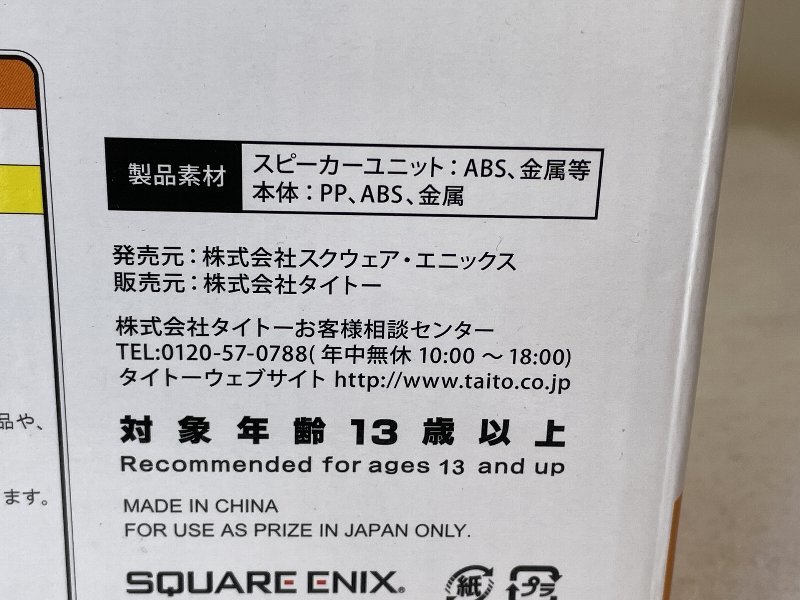 製品素材
スピーカーユニット：ABS、金属等
本体：PP、ABS、金属
発売元：株式会社スクウェア・エニックス
販売元：株式会社タイトー
株式会社タイトーお客様相談センター
TEL:0120-57-0788( 年中無休 10:00 ～ 18:00)
タイトーウェブサイト http://www.taito.co.jp
品や、
対象年齢13歳以上
Recommended for ages 13 and up
ます。
MADE IN CHINA
FOR USE AS PRIZE IN JAPAN ONLY.
SQUARE ENIX.
紙
プラ